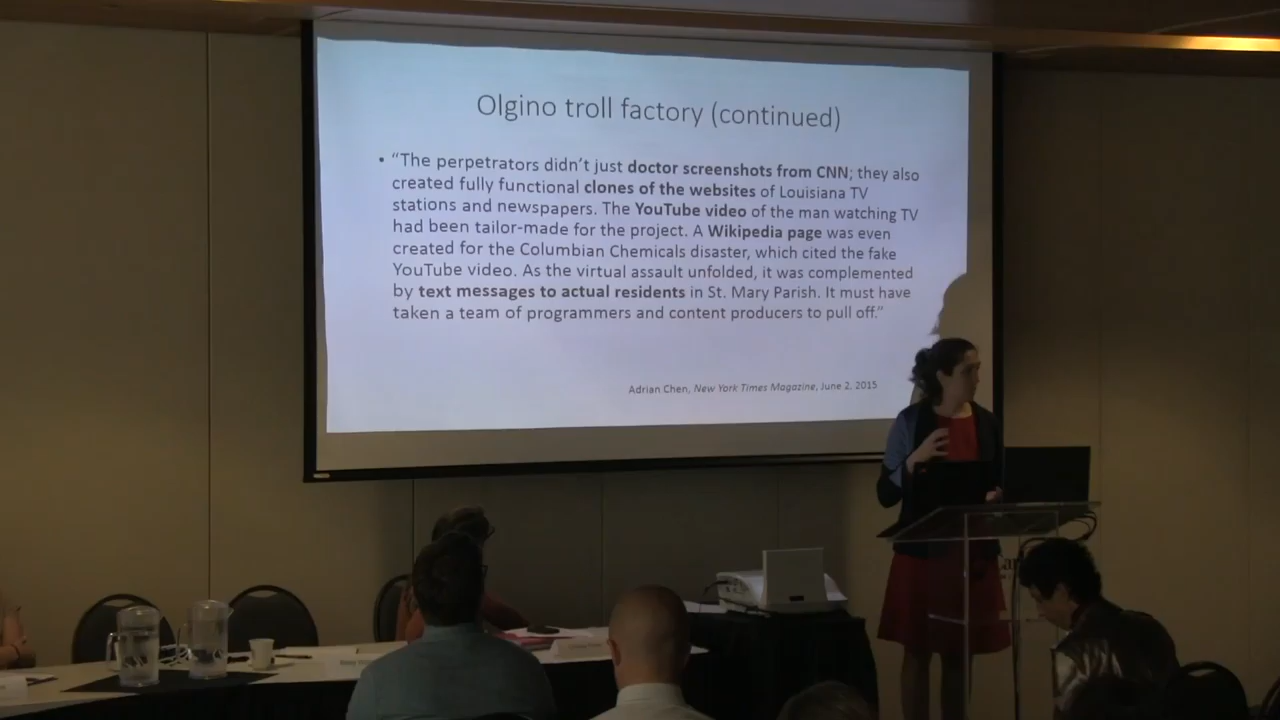 Olgino troll factory (continued)
• “The perpetrators didn’t just doctor screenshots from CNN; they also
created fully functional clones of the websites of Louisiana TV
stations and newspapers. The YouTube video of the man watching TV
had been tailor-made for the project. A Wikipedia page was even
created for the Columbian Chemicals disaster, which cited the fake
YouTube video. As the virtual assault unfolded, it was complemented
by text messages to actual residents in St. Mary Parish. It must have
taken a team of programmers and content producers to pull off.”
Adrian Chen, New York Times Magazine, June 2, 2015